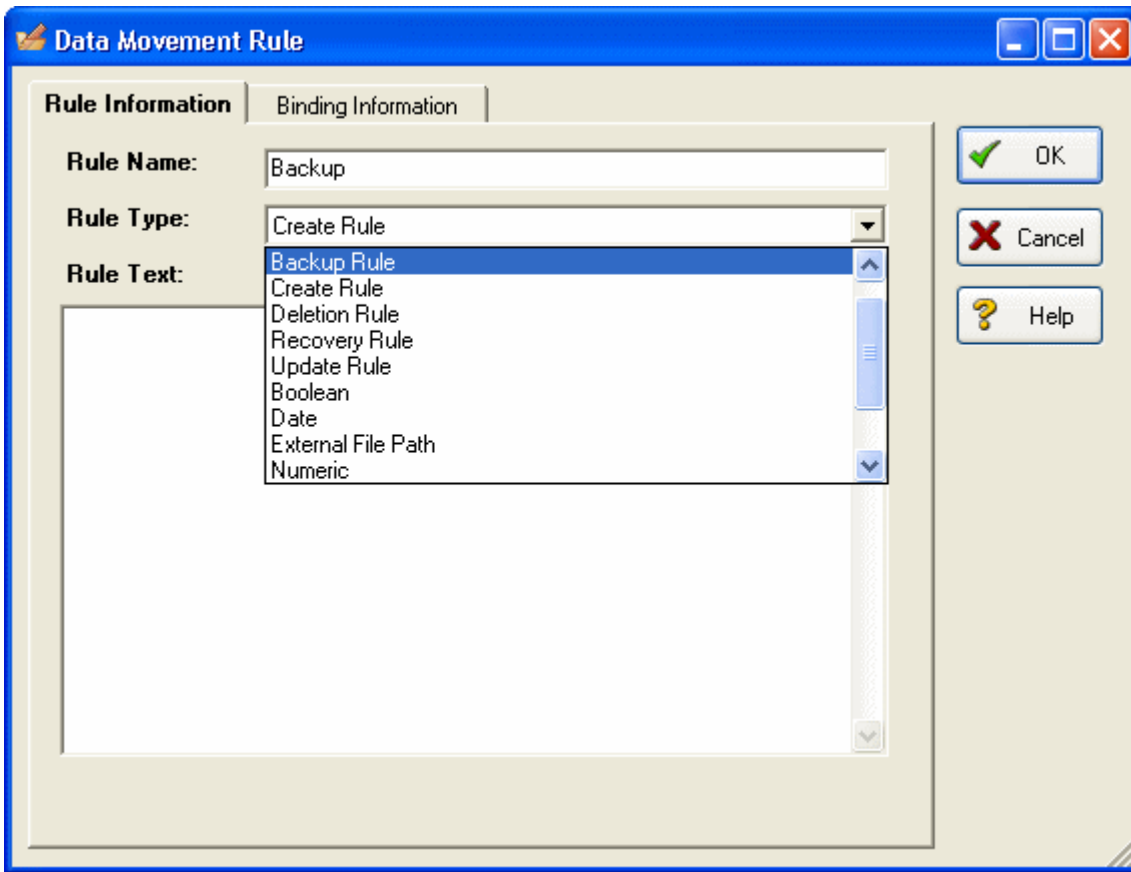 Data Movement Rule
Rule Information
Binding Information
Rule Name:
Backup
OK
Rule Type:
Create Rule
Cancel
Rule Text:
Backup Rule
Create Rule
Deletion Rule
Recovery Rule
Update Rule
Boolean
Date
External File Path
Numeric
Help